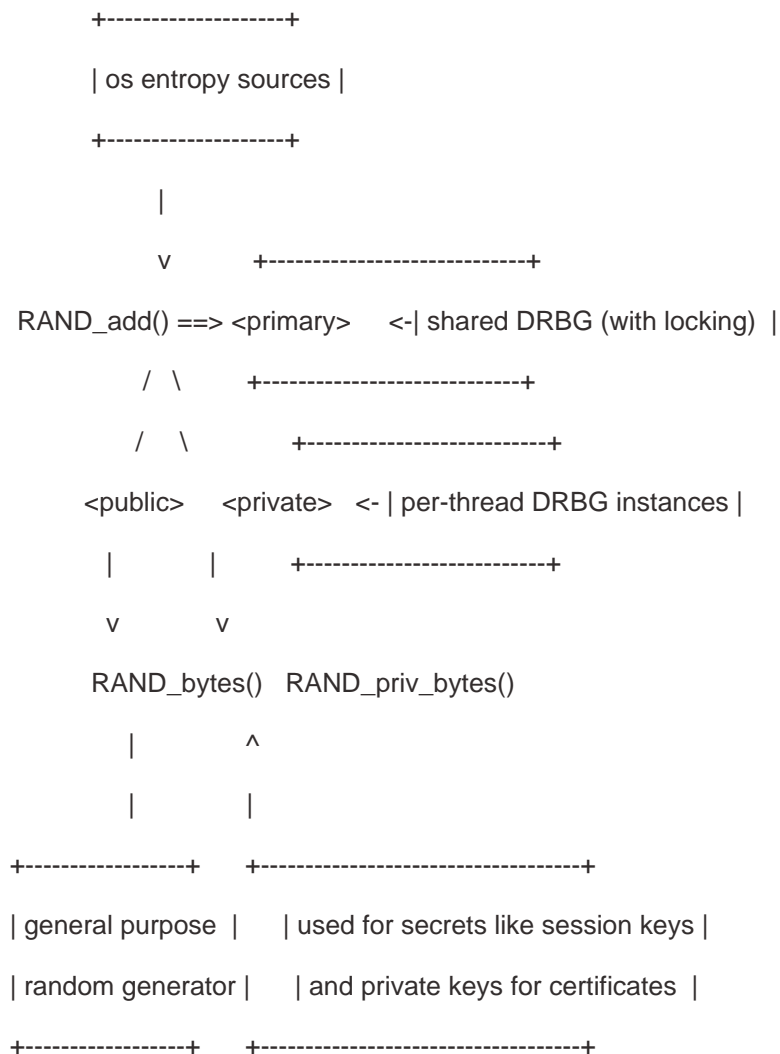 +--------------------+
| os entropy sources |
+--------------------+
|
v +-----------------------------+
RAND_add() ==> <primary> <-| shared DRBG (with locking) |
/ \ +-----------------------------+
/ \ +---------------------------+
<public> <private> <- | per-thread DRBG instances |
| | +---------------------------+
v v
RAND_bytes() RAND_priv_bytes()
| ^
| |
+------------------+ +------------------------------------+
| general purpose | | used for secrets like session keys |
| random generator | | and private keys for certificates |
+------------------+ +------------------------------------+